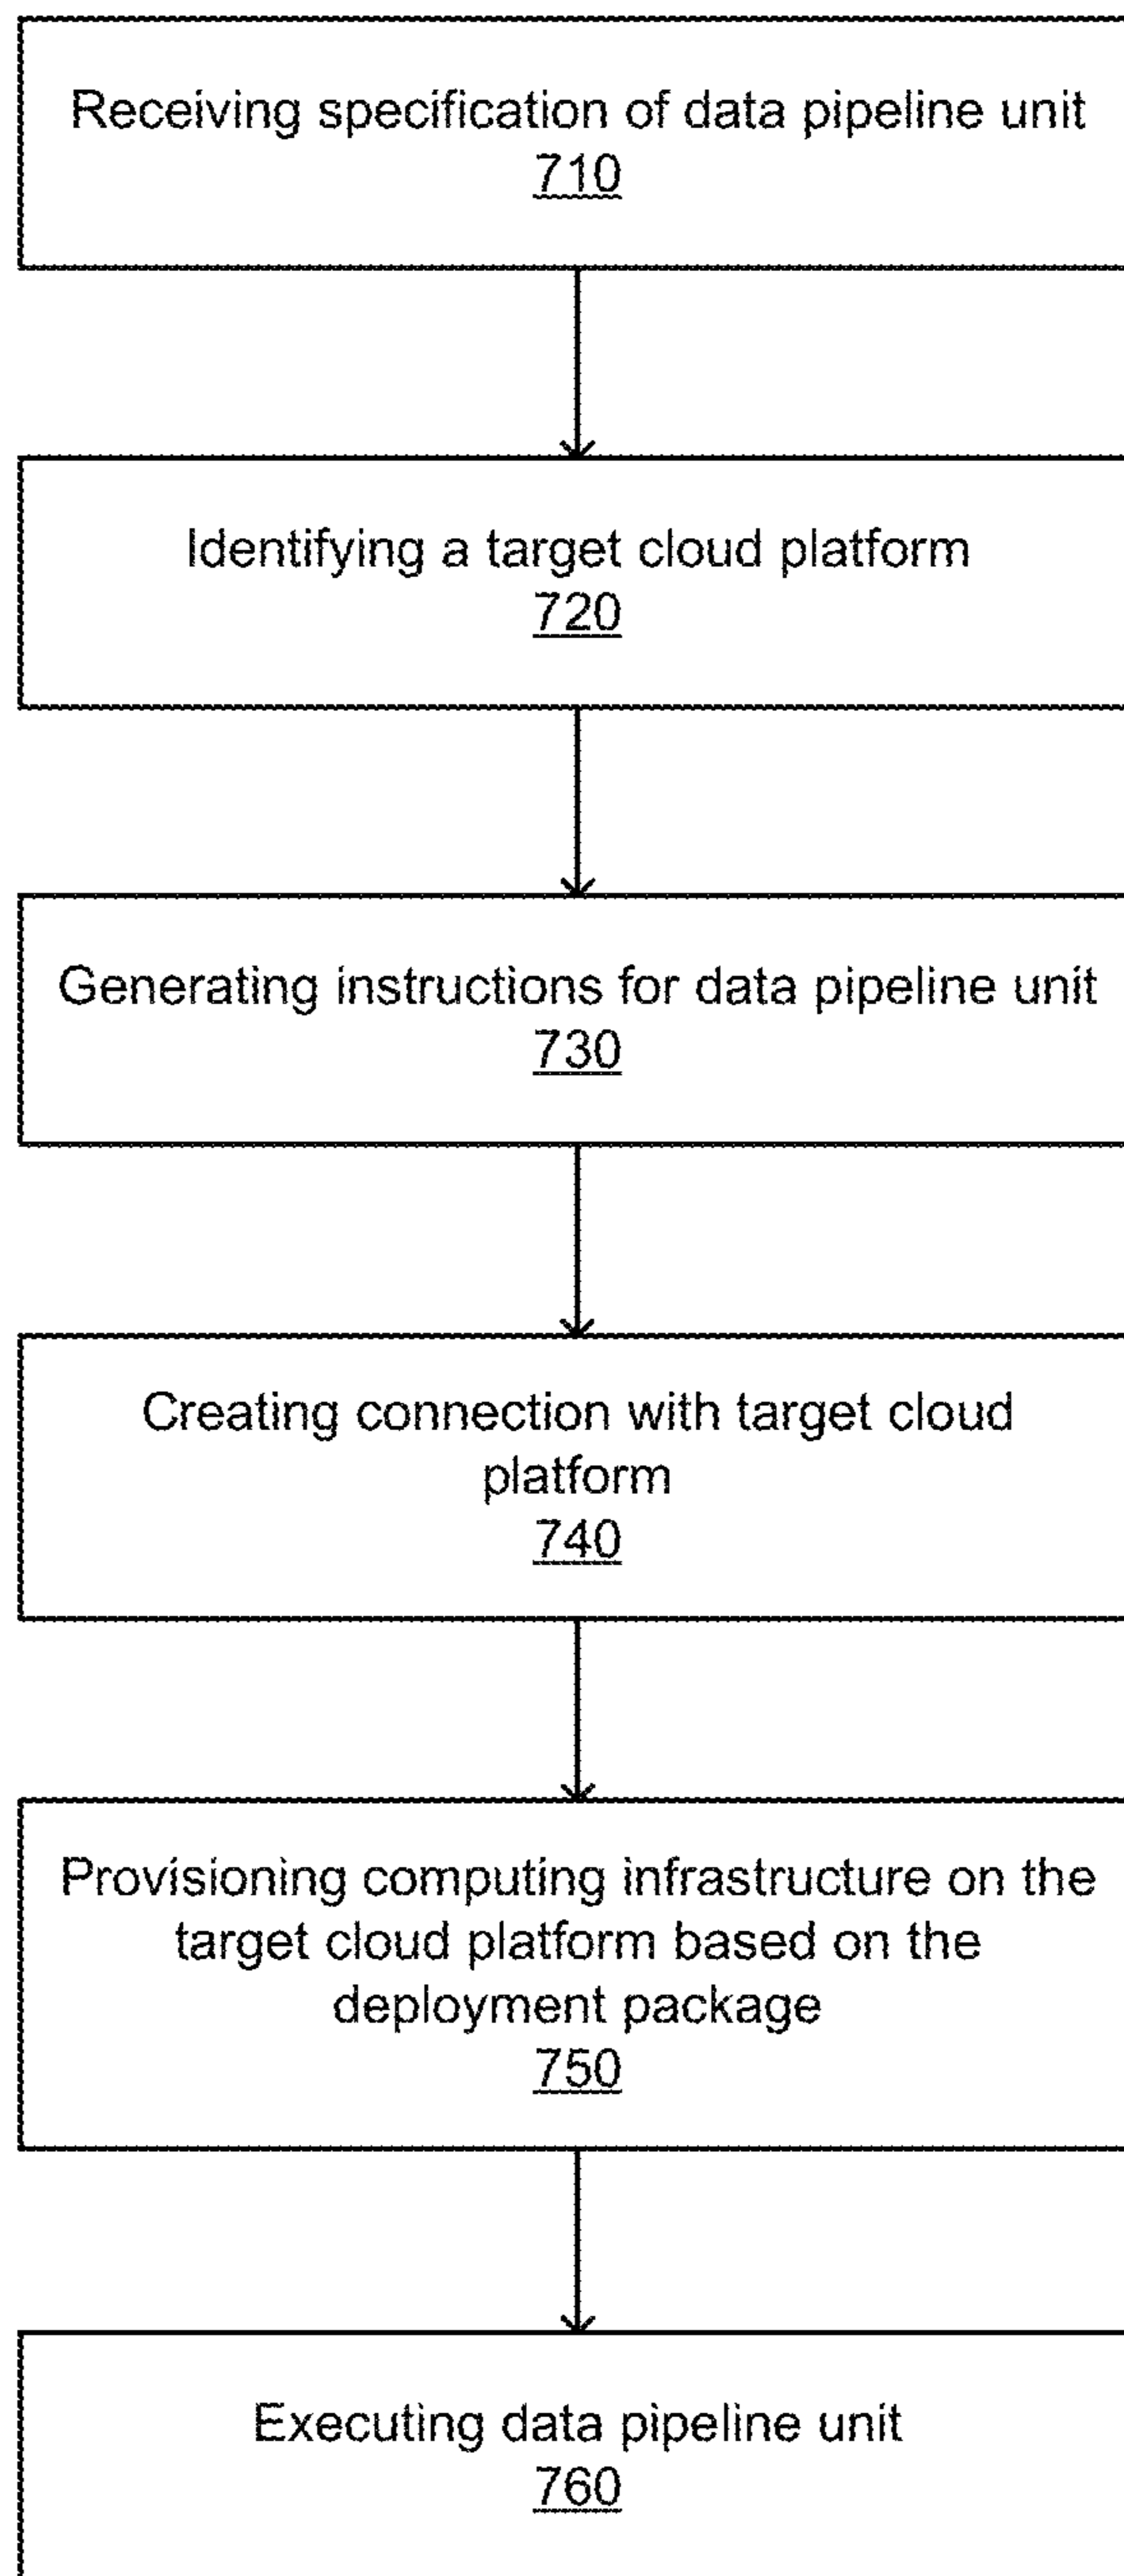 Receiving specification of data pipeline unit
710
Identifying a target cloud platform
720
Generating instructions for data pipeline unit
730
Creating connection with target cloud
platform
740
Provisioning computing infrastructure on the
target cloud platform based on the
deployment package
750
Executing data pipeline unit
760